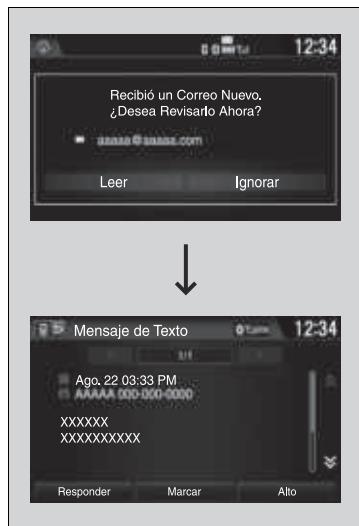 12:34
Recibió un Correo Nuevo.
¿Desea Revisarlo Ahora?
aaaaa@aaaaa.com
Leer Ignorar
Mensaje de Texto 12:34
1/1
Ago. 22 03:33 PM
AAAAA 000-000-0000
XXXXXX
XXXXXXXXXX
Responder Marcar Alto